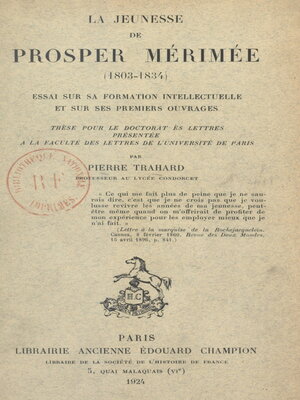 LA JEUNESSE
DE
PROSPER MÉRIMÉE
(1803-1834)
ESSAI SUR SA FORMATION INTELLECTUELLE
ET SUR SES PREMIERS OUVRAGES
THÈSE POUR LE DOCTORAT ÈS LETTRES
PRÉSENTÉE
A LA FACULTÉ DES LETTRES DE L'UNIVERSITÉ DE PARIS
PAR
PIERRE TRAHARD
PROFESSEUR AU LYCÉE CONDORCET
« Ce qui me fait plus de peine que je ne sau-
rais dire, c'est que je ne crois pas que je vou-
lusse revivre les années de ma jeunesse, peut-
être même quand on m'offrirait de profiter de
mon expérience pour les employer mieux que je
n'ai fait. »
(Lettre à la marquise de la Rochejaquelein.
Cannes, 8 février 1860. Revue des Deux Mondes,
15 avril 1896, p. 841.)
H.C
PARIS
LIBRAIRIE ANCIENNE ÉDOUARD CHAMPION
LIBRAIRE DE LA SOCIÉTÉ DE L'HISTOIRE DE FRANCE
5, QUAI MALAQUAIS (VIe)
1924